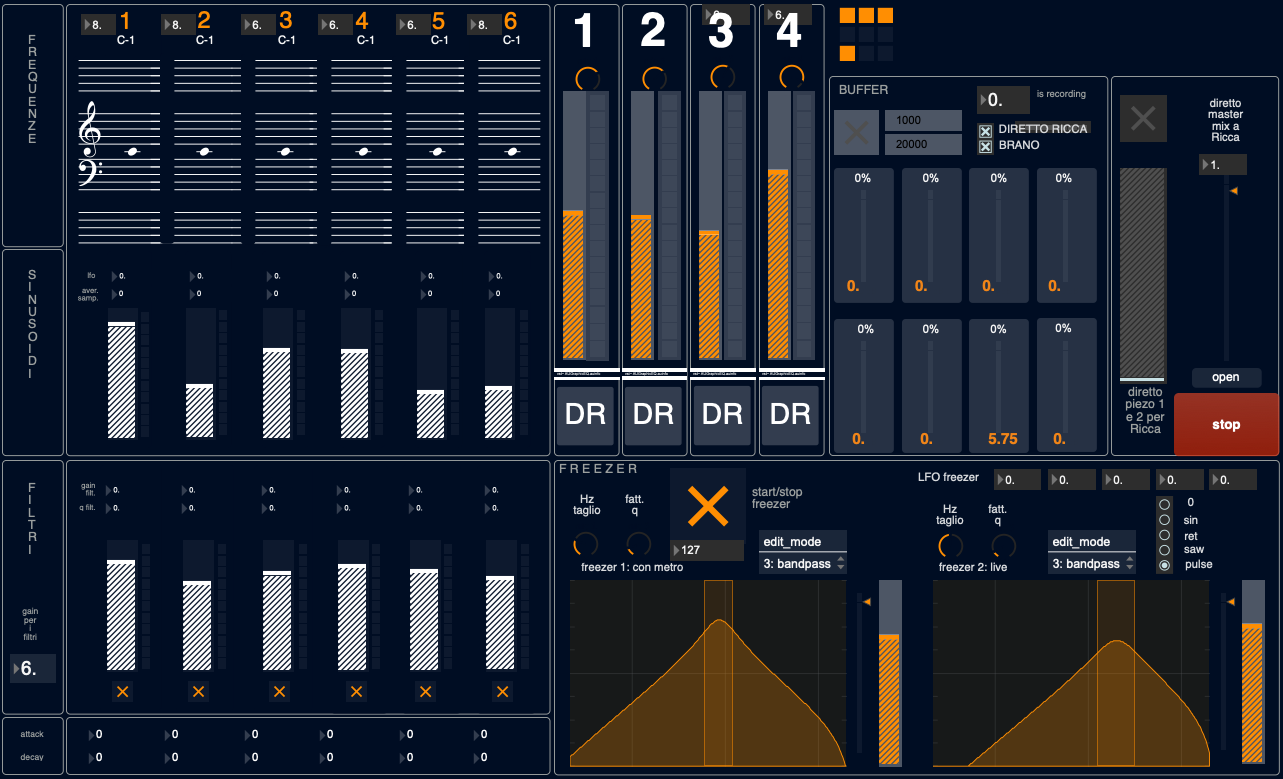 FREQUENZE
8. 1
C-1
8. 2
C-1
6. 3
C-1
6. 4
C-1
6. 5
C-1
8. 6
C-1
SINUSOIDI
lfo
0. 0. 0. 0. 0. 0.
aver.
samp.
0 0 0 0 0 0
FILTRI
gain
per
i
filtri
6.
gain
filt.
0. 0. 0. 0. 0. 0.
q filt.
0. 0. 0. 0. 0. 0.
attack
0 0 0 0 0 0
decay
0 0 0 0 0 0
1 2 3 4
6.
DR DR DR DR
BUFFER
1000
20000
0.
is recording
DIRETTO RICCA
BRANO
0% 0% 0% 0%
0. 0. 0. 0.
0% 0% 0% 0%
0. 0. 5.75 0.
diretto
piezo 1
e 2 per
Ricca
diretto
master
mix a
Ricca
1.
open
stop
FREEZER
Hz
taglio
fatt.
q
127
start/stop
freezer
edit_mode
3: bandpass
freezer 1: con metro
LFO freezer
0. 0. 0. 0. 0.
Hz
taglio
fatt.
q
edit_mode
3: bandpass
freezer 2: live
0
sin
ret
saw
pulse